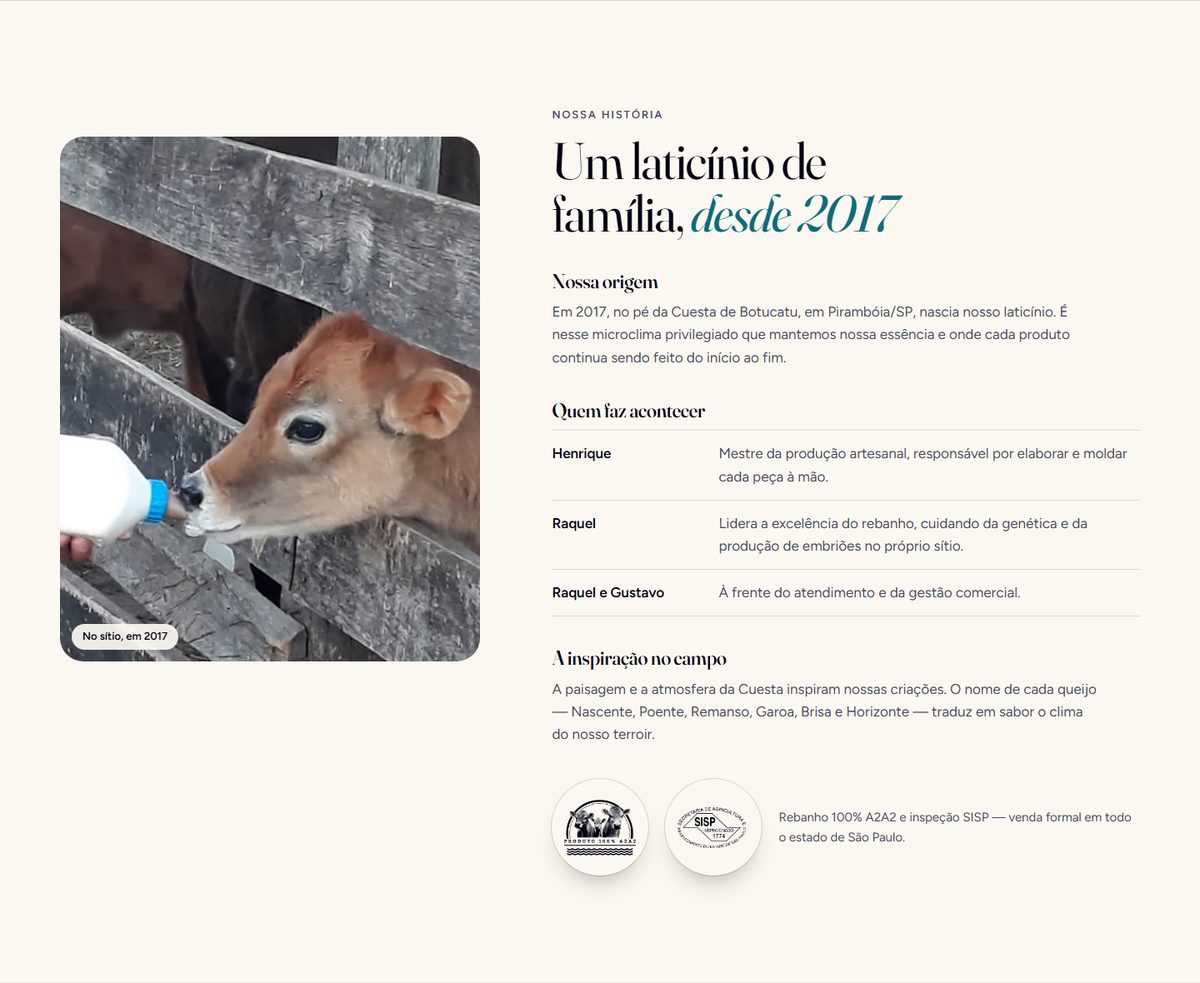 NOSSA HISTÓRIA
Um laticínio de
família, desde 2017
Nossa origem
Em 2017, no pé da Cuesta de Botucatu, em Pirambóia/SP, nascia nosso laticínio. É
nesse microclima privilegiado que mantemos nossa essência e onde cada produto
continua sendo feito do início ao fim.
Quem faz acontecer
Henrique
Mestre da produção artesanal, responsável por elaborar e moldar
cada peça à mão.
Raquel
Lidera a excelência do rebanho, cuidando da genética e da
produção de embriões no próprio sítio.
Raquel e Gustavo
À frente do atendimento e da gestão comercial.
No sítio, em 2017
A inspiração no campo
A paisagem e a atmosfera da Cuesta inspiram nossas criações. O nome de cada queijo
— Nascente, Poente, Remanso, Garoa, Brisa e Horizonte — traduz em sabor o clima
do nosso terroir.
PRODUTO 100% A2A2
SECRETARIA DE AGRICULTURA E
SISP
1774
Rebanho 100% A2A2 e inspeção SISP — venda formal em todo
o estado de São Paulo.